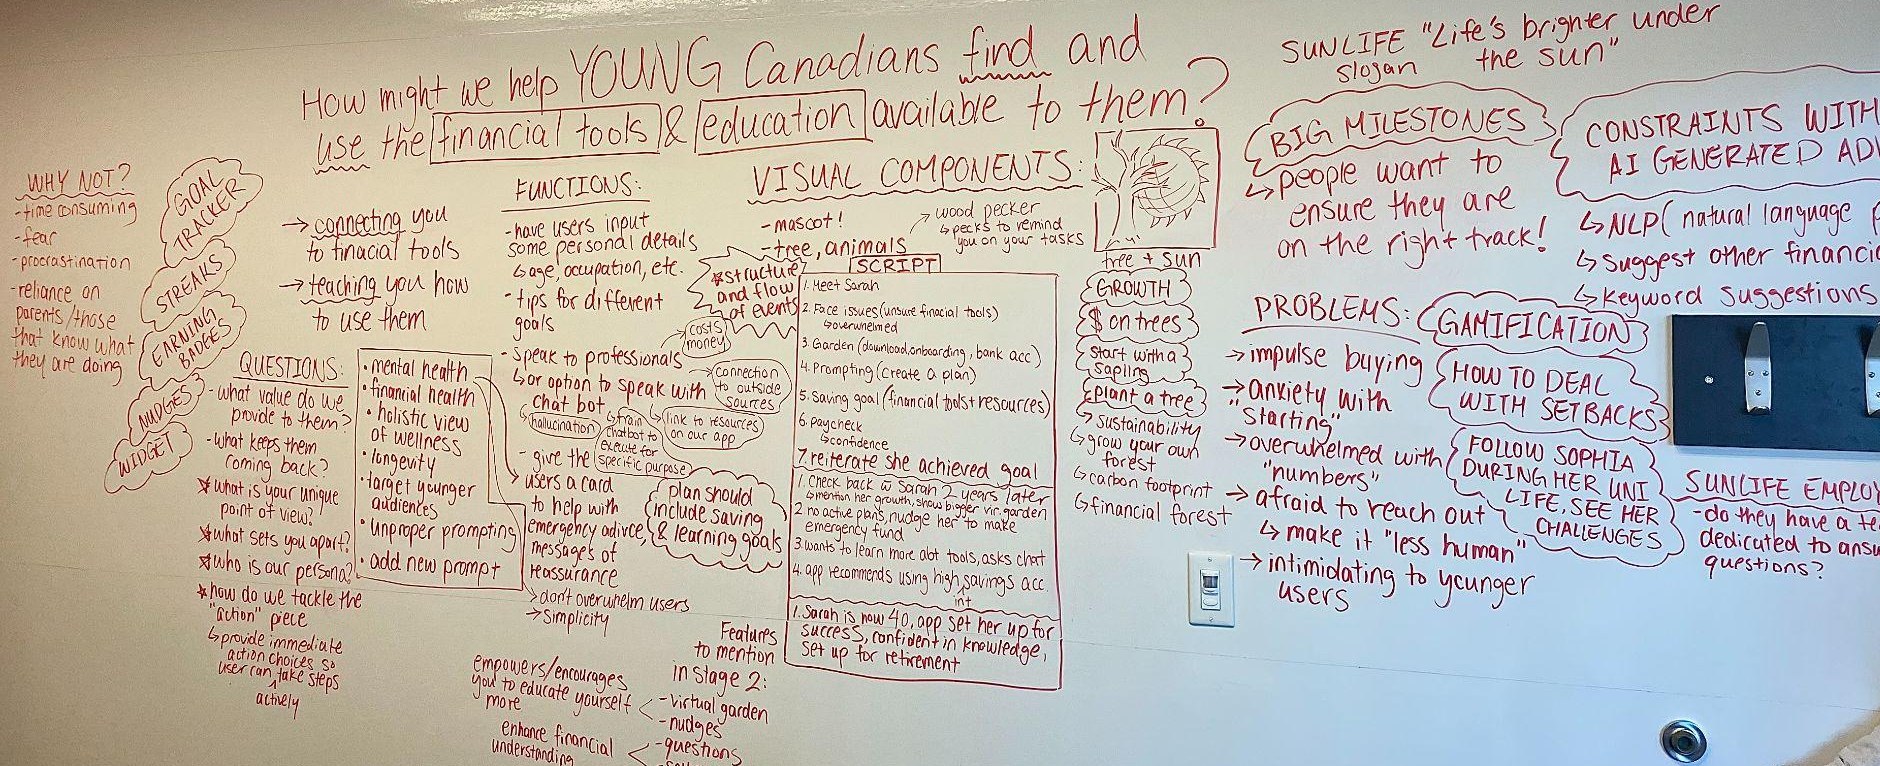 How might we help YOUNG Canadians find and
use the financial tools & education available to them?
SUNLIFE "Life's brighter under
slogan the sun"
WHY NOT?
- time consuming
- fear
- procrastination
- reliance on
parents/those
that know what
they are doing
GOAL
TRACKER
STREAKS
EARNING
BADGES
NUDGES?
WIDGET
→ connecting you
to finacial tools
→ teaching you how
to use them
QUESTIONS:
- what value do we
provide to them?
- what keeps them
coming back?
* what is your unique
point of view?
* what sets you apart?
* who is our persona?
* how do we tackle the
"action" piece
↳ provide immediate
action choices so
user can take steps
actively
• mental health
• financial health
• holistic view
of wellness
• longevity
• target younger
audiences
• unproper prompting
• add new prompt
FUNCTIONS:
- have users input
some personal details
↳ age, occupation, etc.
- tips for different
goals
- speak to professionals
costs
money
↳ or option to speak with
chat bot
connection
to outside
sources
hallucination
train
chatbot to
execute for
specific purpose
link to resources
on our app
- give the
users a card
to help with
emergency advice,
messages of
reassurance
→ don't overwhelm users
→ simplicity
plan should
include saving
& learning goals
VISUAL COMPONENTS:
- mascot!
- tree, animals
→ wood pecker
↳ pecks to remind
you on your tasks
* structure
and flow
of events
SCRIPT
1. Meet Sarah
2. Face issues (unsure finacial tools)
↳ overwhelmed
3. Garden (download, onboarding, bank acc)
4. Prompting (create a plan)
5. Saving goal (financial tools + resources)
6. paycheck
↳ confidence
7. reiterate she achieved goal
1. Check back w Sarah 2 years later
↳ mention her growth, show bigger vir. garden
2 no active plans, nudge her to make
emergency fund
3. wants to learn more abt tools, asks chat
4. app recommends using high savings acc.
int
1. Sarah is now 40, app set her up for
success, confident in knowledge,
set up for retirement
Features
to mention
in stage 2:
- virtual garden
- nudges
- questions
empowers/encourages
you to educate yourself
more
enhance financial
understanding
tree + sun
GROWTH
$ on trees
start with a
sapling
plant a tree
↳ sustainability
↳ grow your own
forest
↳ carbon footprint
↳ financial forest
BIG MILESTONES
↳ people want to
ensure they are
on the right track!
CONSTRAINTS WITH
AI GENERATED ADV
↳ NLP (natural language p
↳ suggest other financi
↳ keyword suggestions
PROBLEMS:
→ impulse buying
→ anxiety with
"starting"
→ overwhelmed with
"numbers"
→ afraid to reach out
↳ make it "less human"
→ intimidating to younger
users
GAMIFICATION
HOW TO DEAL
WITH SETBACKS
FOLLOW SOPHIA
DURING HER UNI
LIFE, SEE HER
CHALLENGES
SUNLIFE EMPLOY
- do they have a te
dedicated to answ
questions?